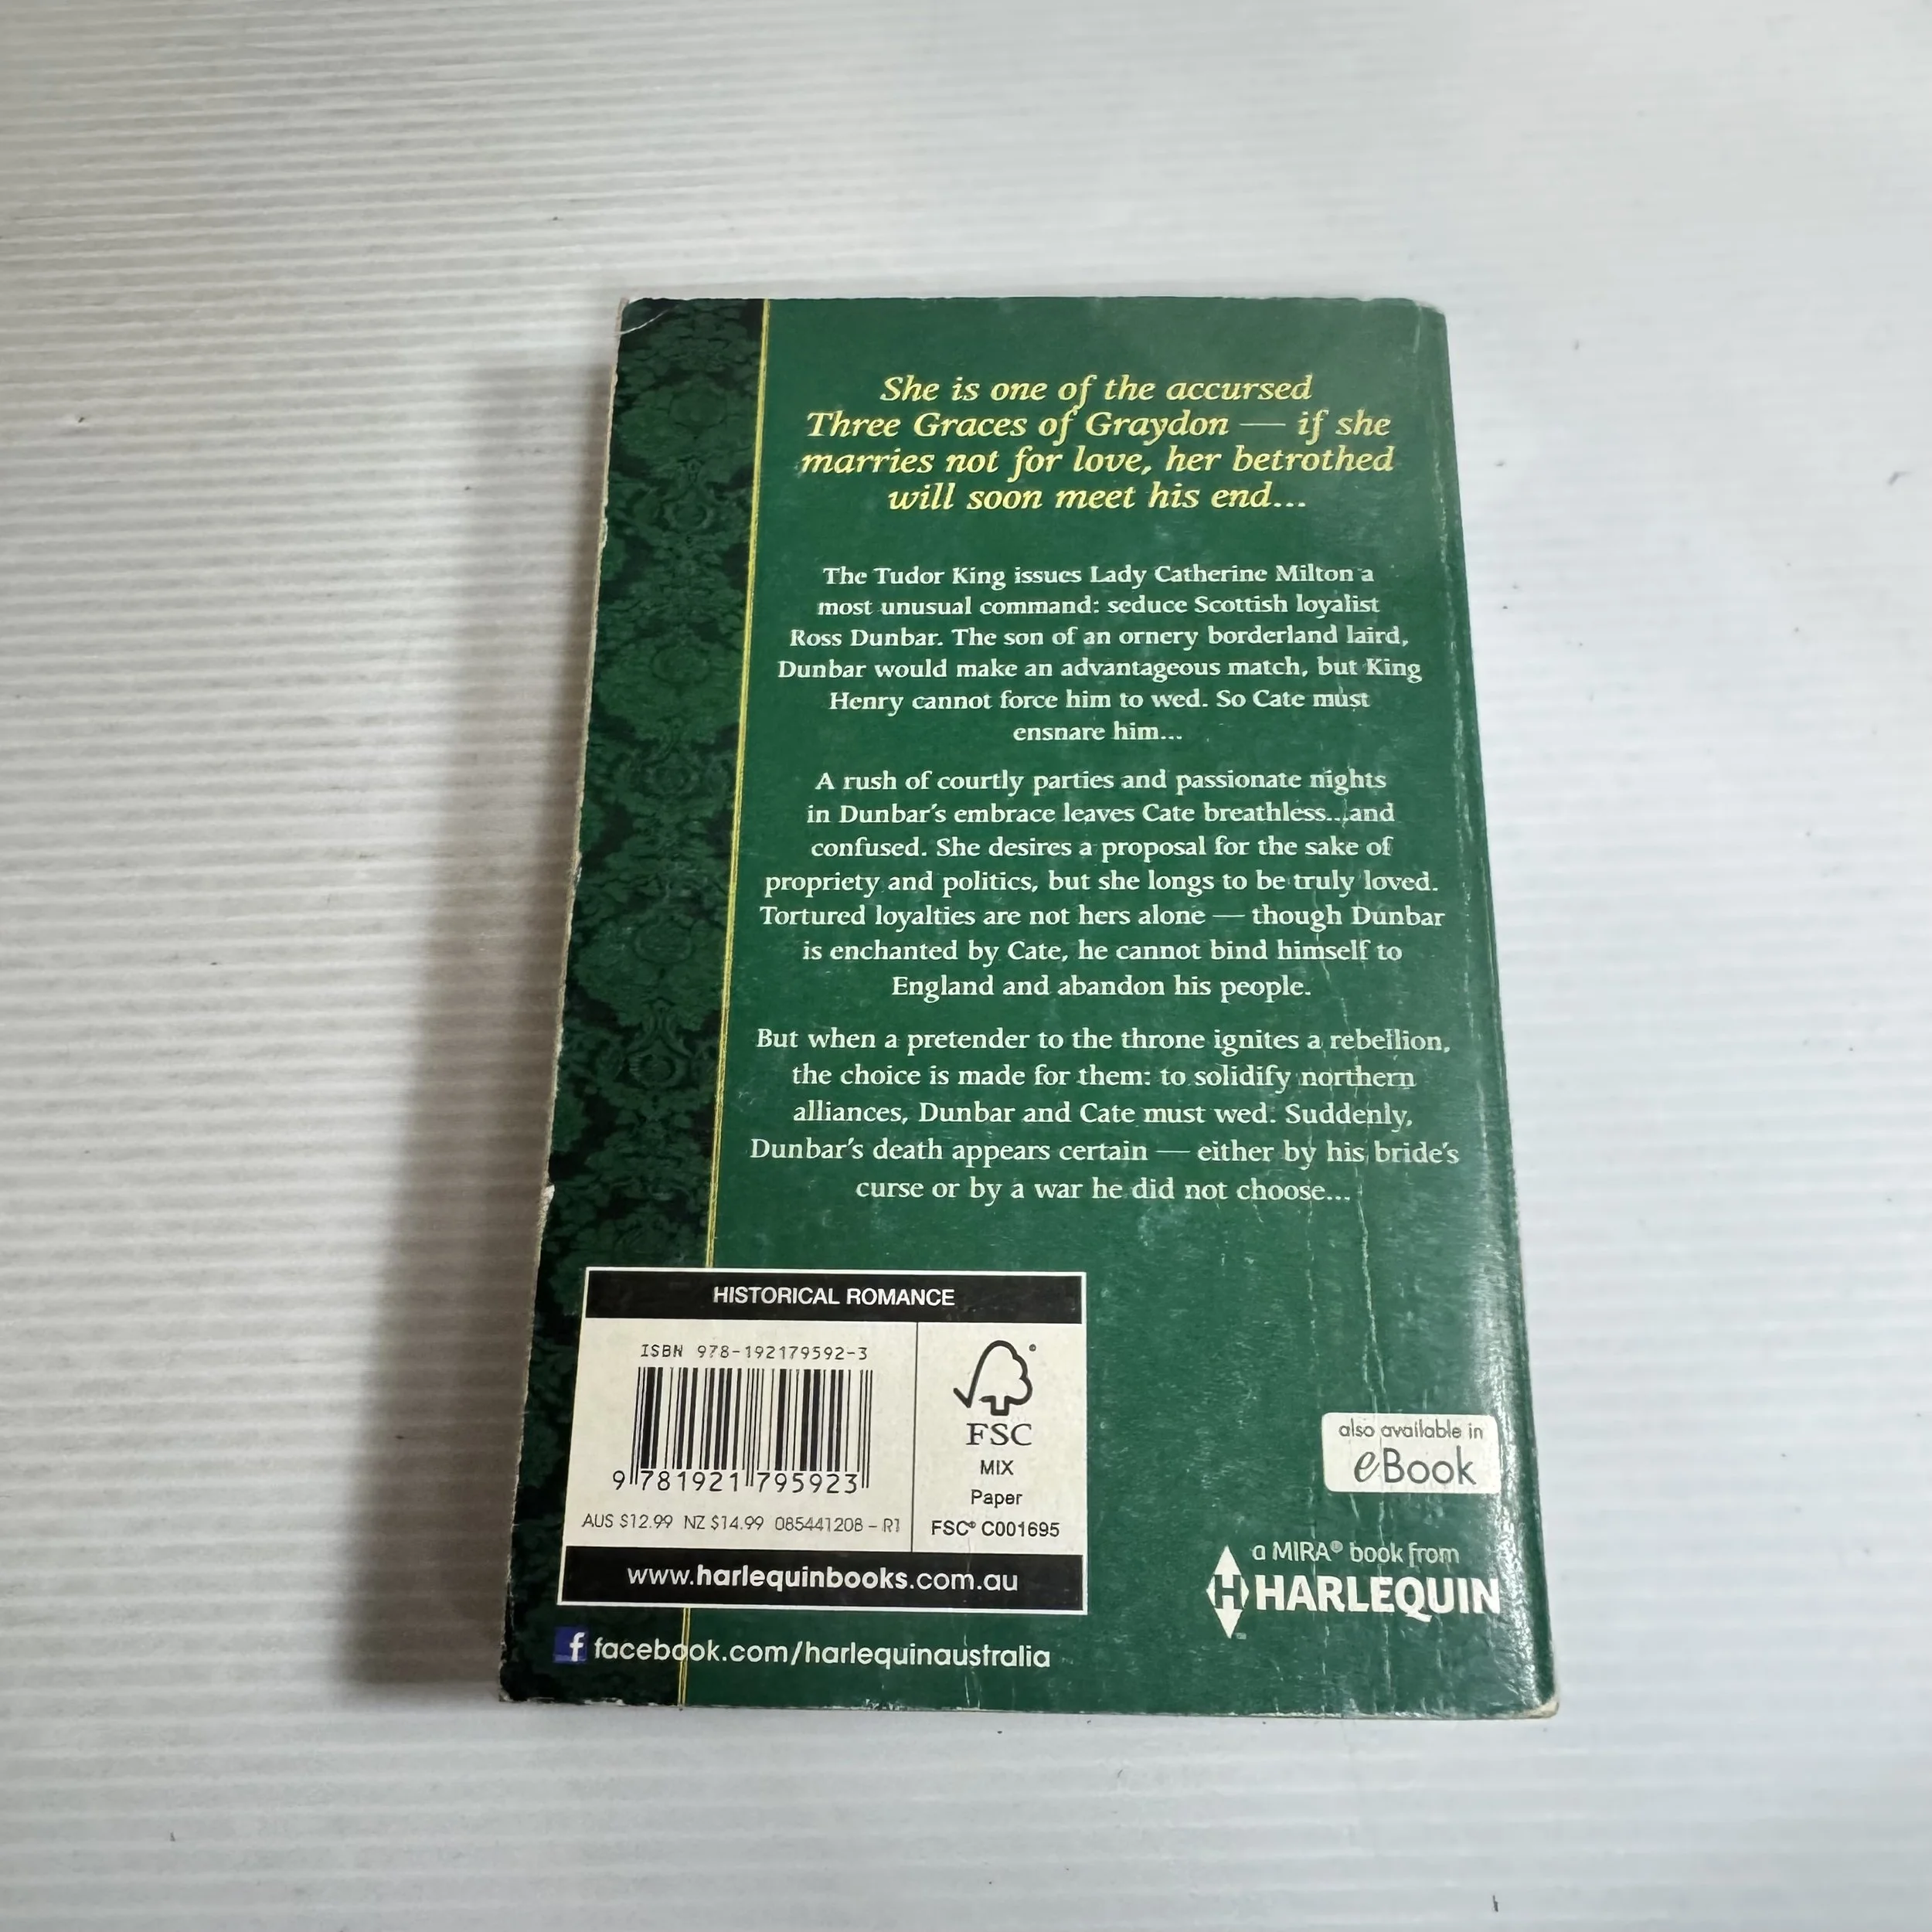 She is one of the accursed
Three Graces of Graydon — if she
marries not for love, her betrothed
will soon meet his end...
The Tudor King issues Lady Catherine Milton a
most unusual command: seduce Scottish loyalist
Ross Dunbar. The son of an ornery borderland laird,
Dunbar would make an advantageous match, but King
Henry cannot force him to wed. So Cate must
ensnare him...
A rush of courtly parties and passionate nights
in Dunbar's embrace leaves Cate breathless...and
confused. She desires a proposal for the sake of
propriety and politics, but she longs to be truly loved.
Tortured loyalties are not hers alone — though Dunbar
is enchanted by Cate, he cannot bind himself to
England and abandon his people.
But when a pretender to the throne ignites a rebellion,
the choice is made for them: to solidify northern
alliances, Dunbar and Cate must wed. Suddenly,
Dunbar's death appears certain — either by his bride's
curse or by a war he did not choose...
HISTORICAL ROMANCE
ISBN 978-192179592-3
9 781921 795923
AUS $12.99 NZ $14.99 085441208 – R1
FSC
MIX
Paper
FSC® C001695
www.harlequinbooks.com.au
f facebook.com/harlequinaustralia
also available in
eBook
a MIRA® book from
H HARLEQUIN